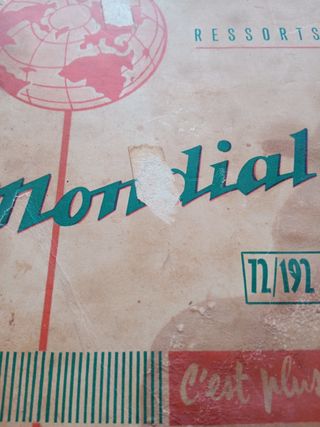 RESSORTS
Mondial
72/192
C'est plus